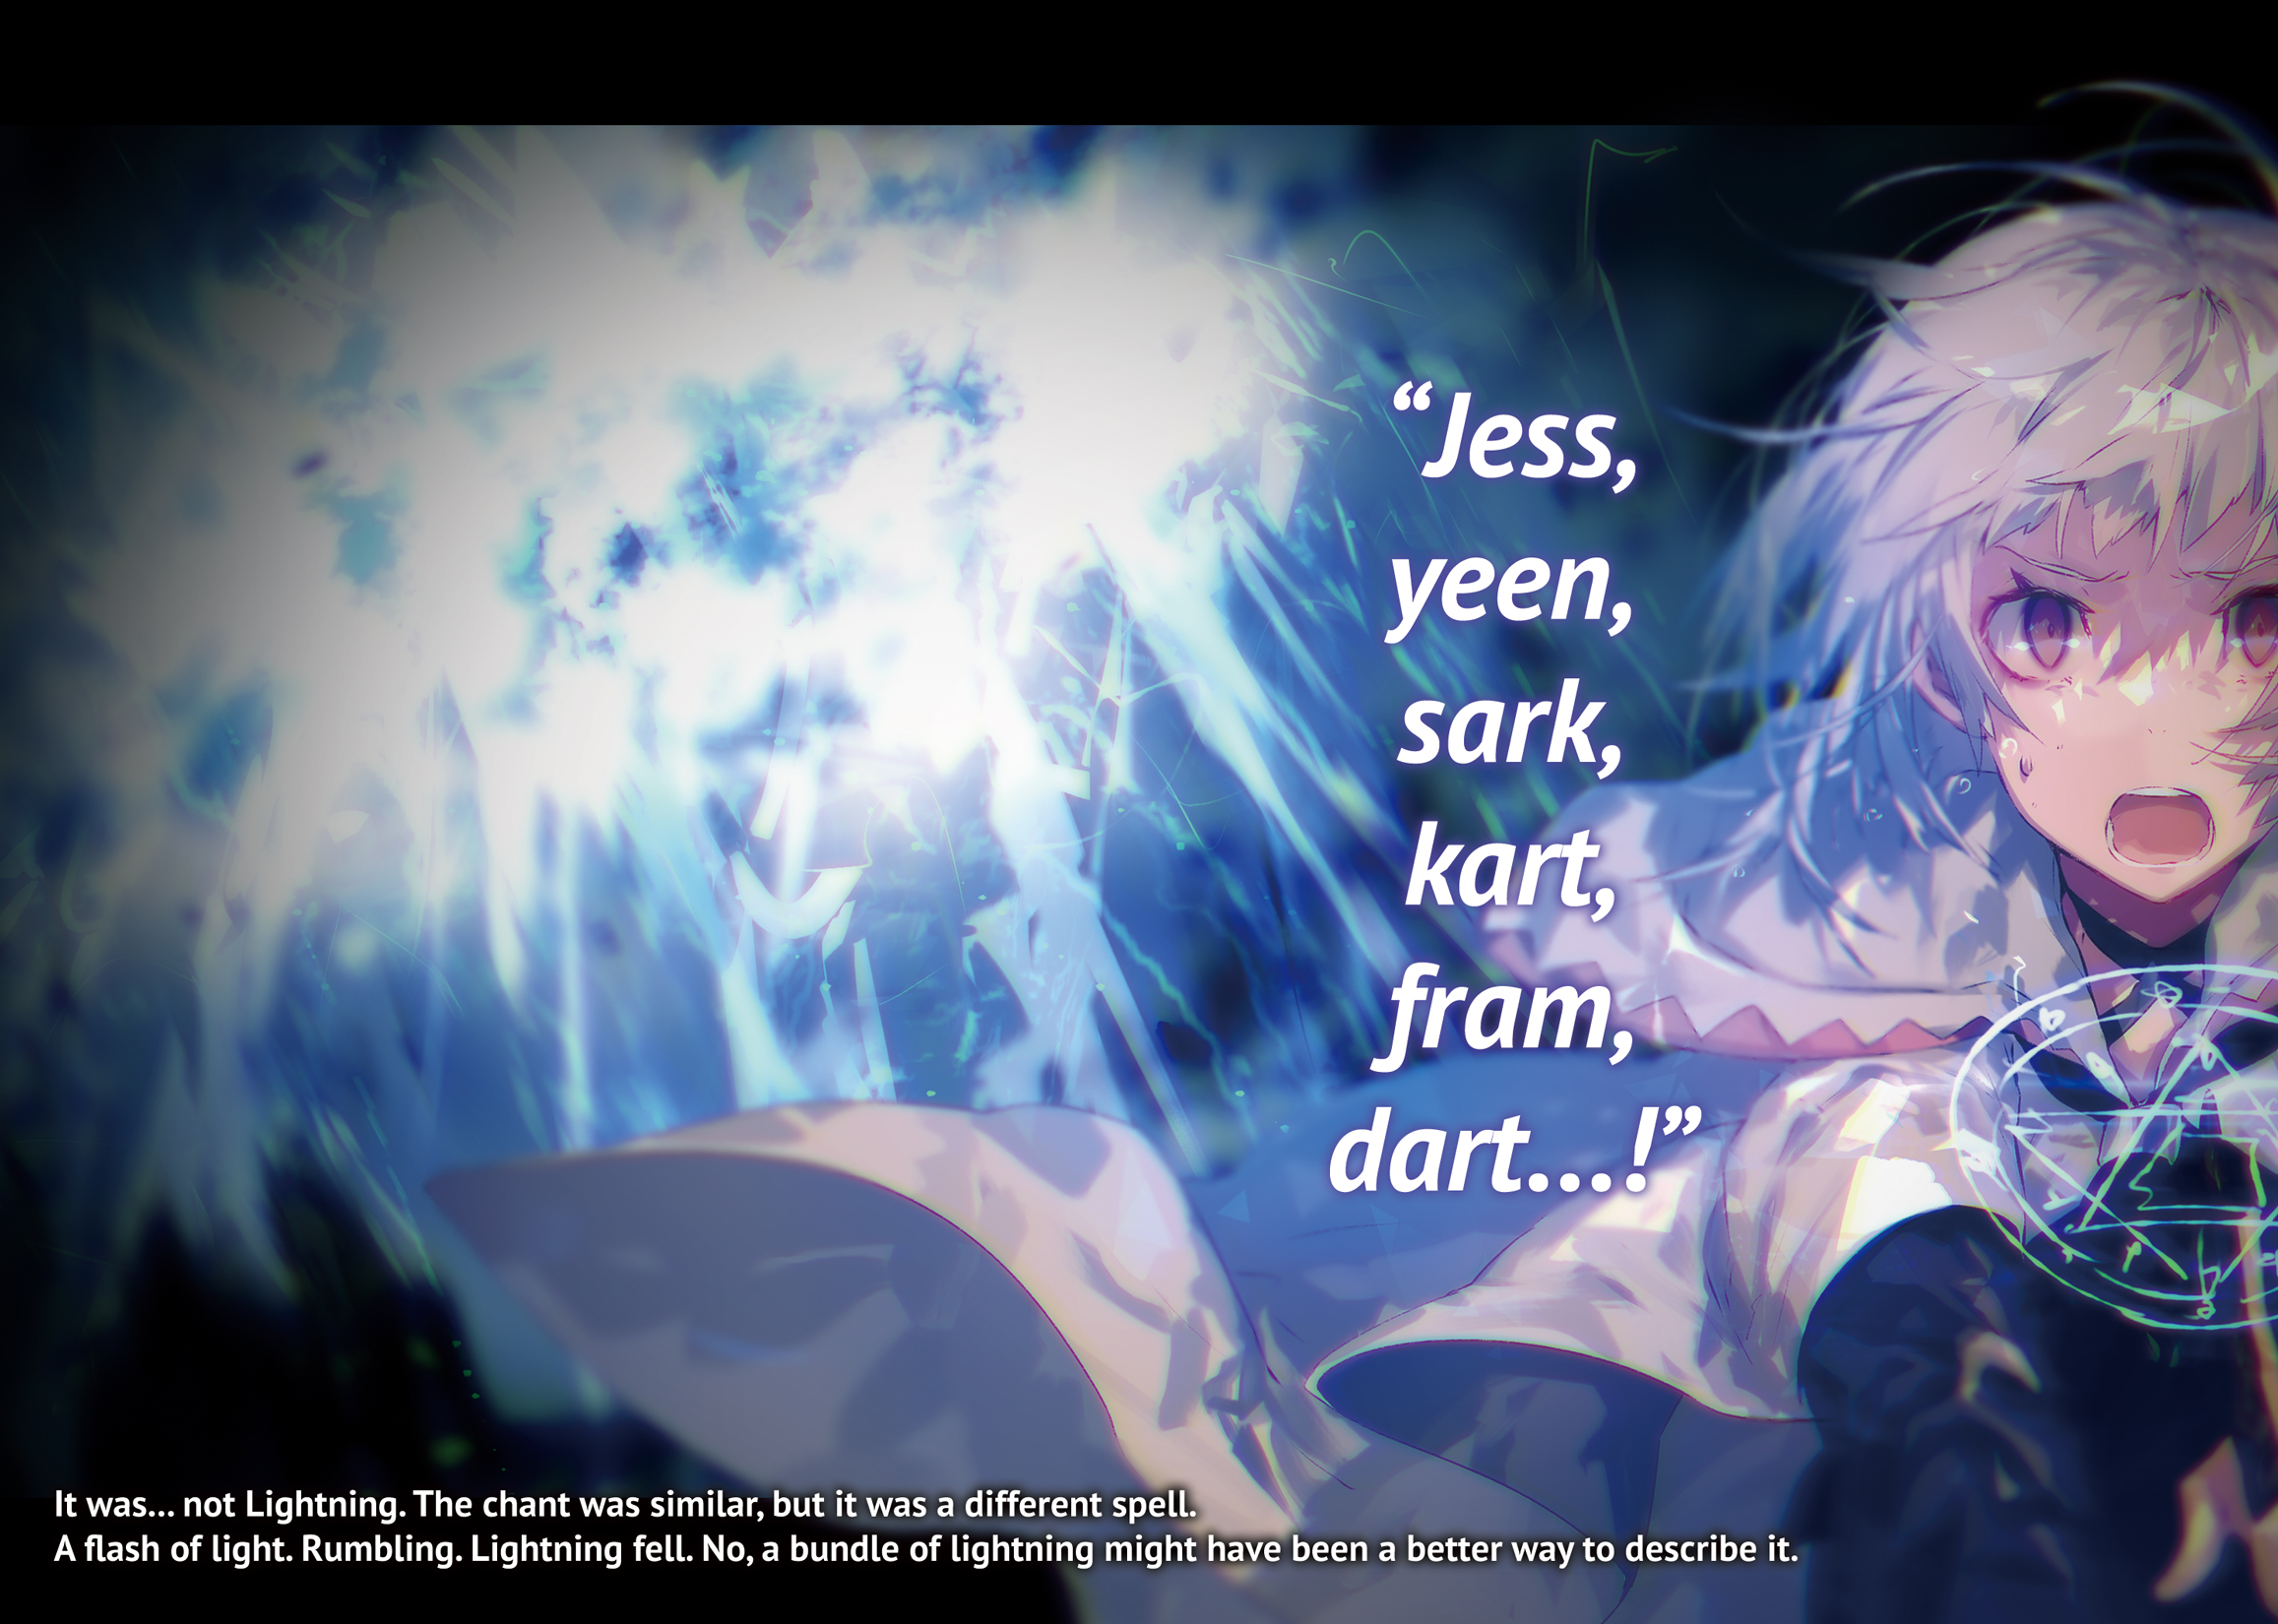 “Jess,
yeen,
sark,
kart,
fram,
dart...!”
It was... not Lightning. The chant was similar, but it was a different spell.
A flash of light. Rumbling. Lightning fell. No, a bundle of lightning might have been a better way to describe it.